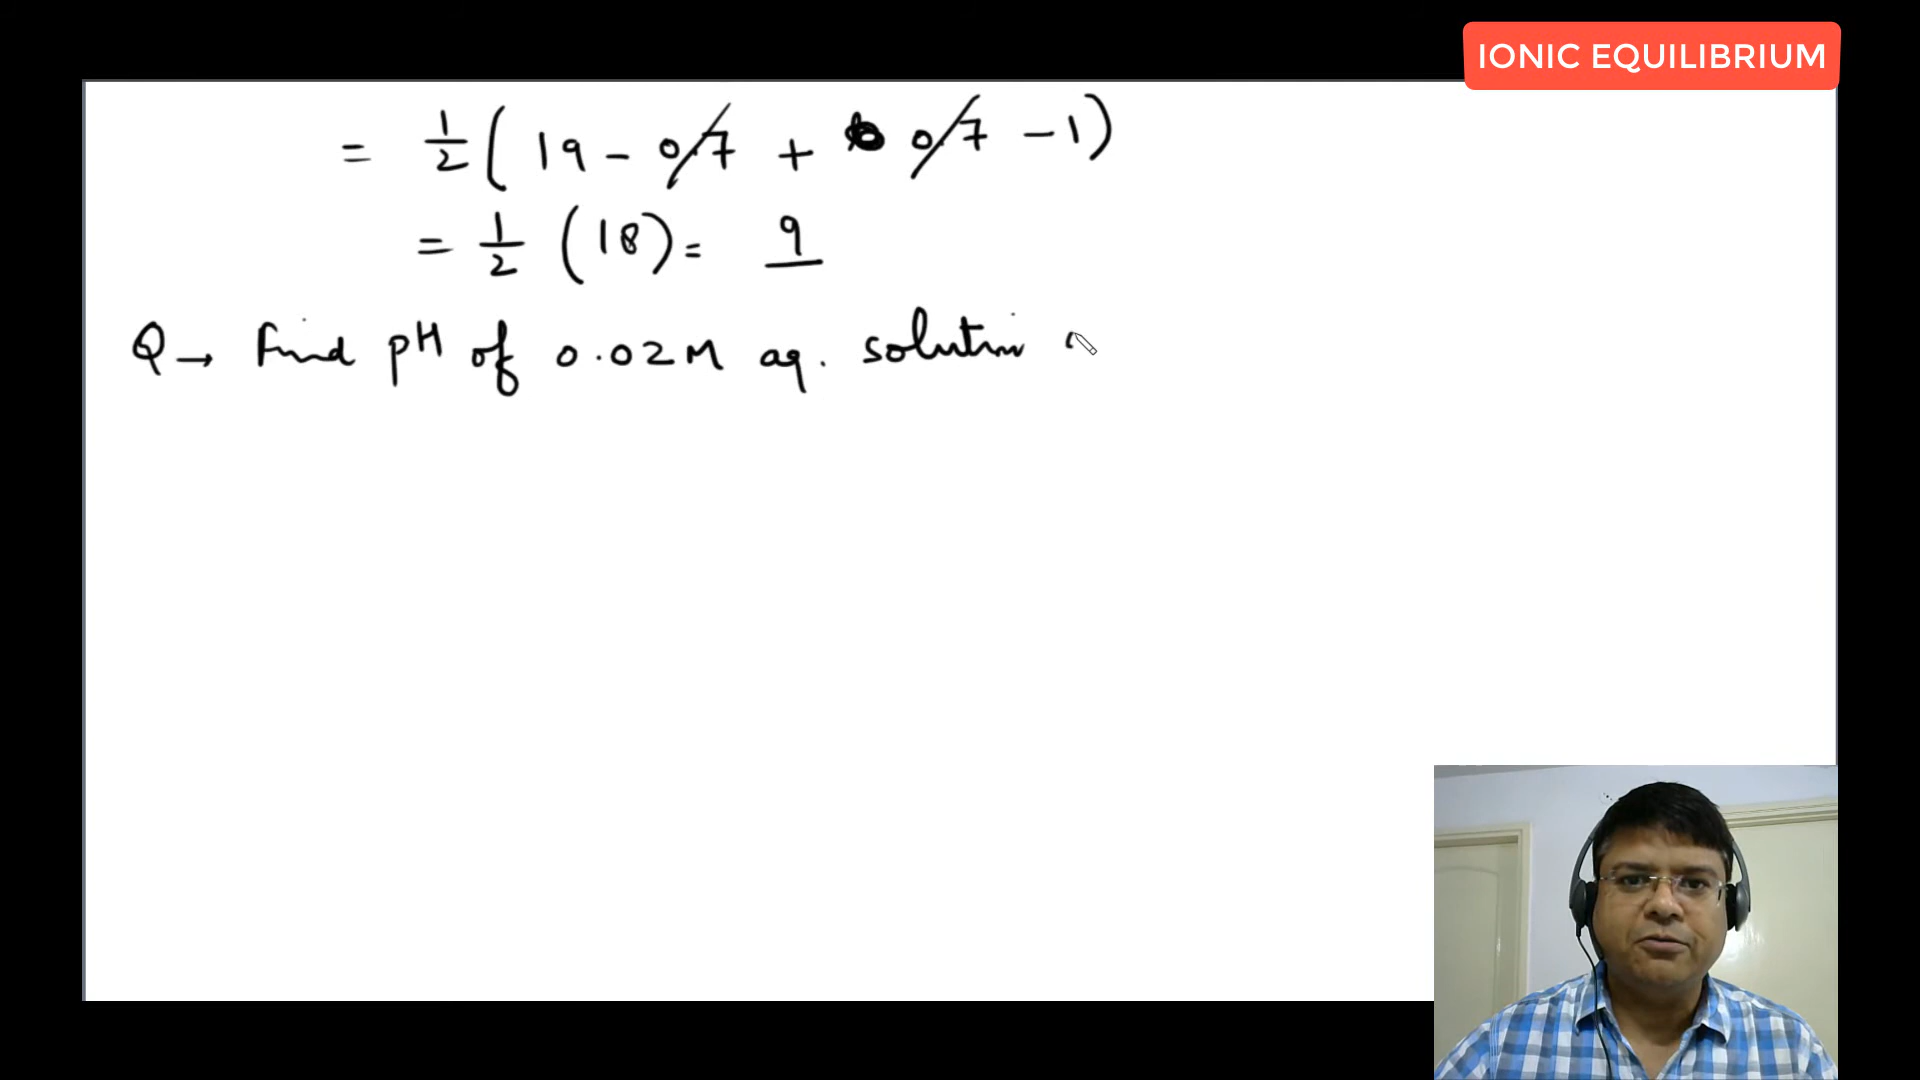 IONIC EQUILIBRIUM
= 1/2 ( 19 - 0.7 + 0.7 - 1 )
= 1/2 (18) = 9
Q → Find pH of 0.02M aq. solution